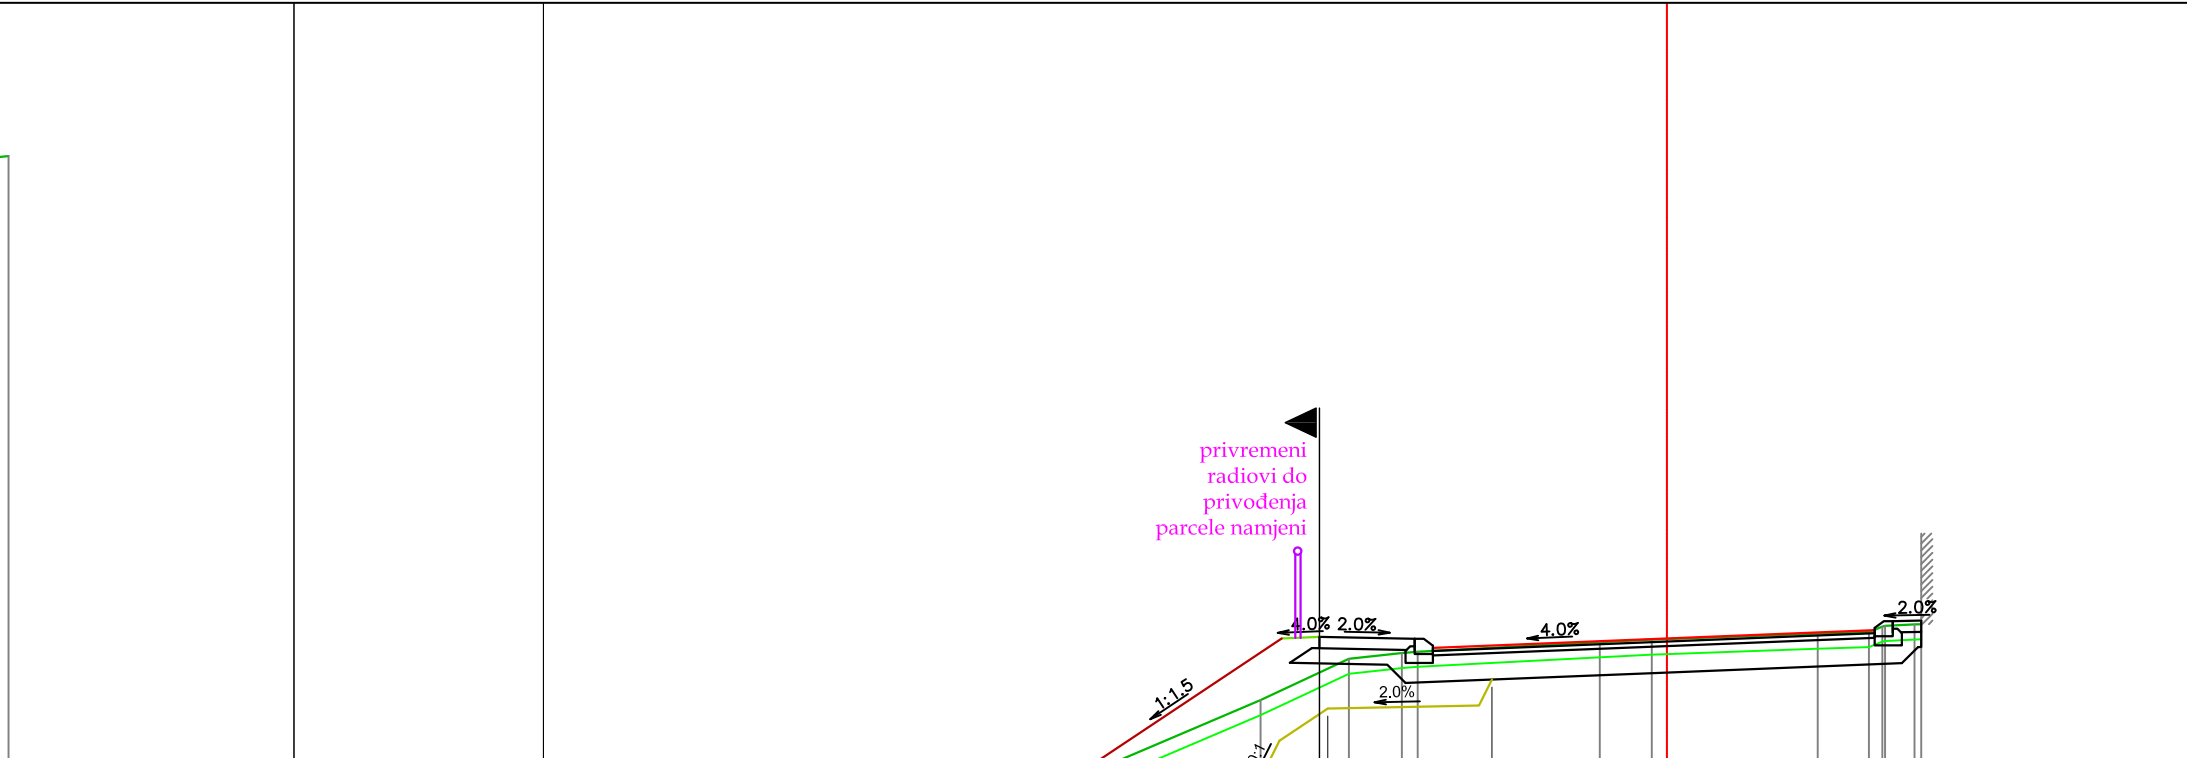 privremeni
radiovi do
privođenja
parcele namjeni
4.0% 2.0%
4.0%
2.0%
1:1.5
2.0%